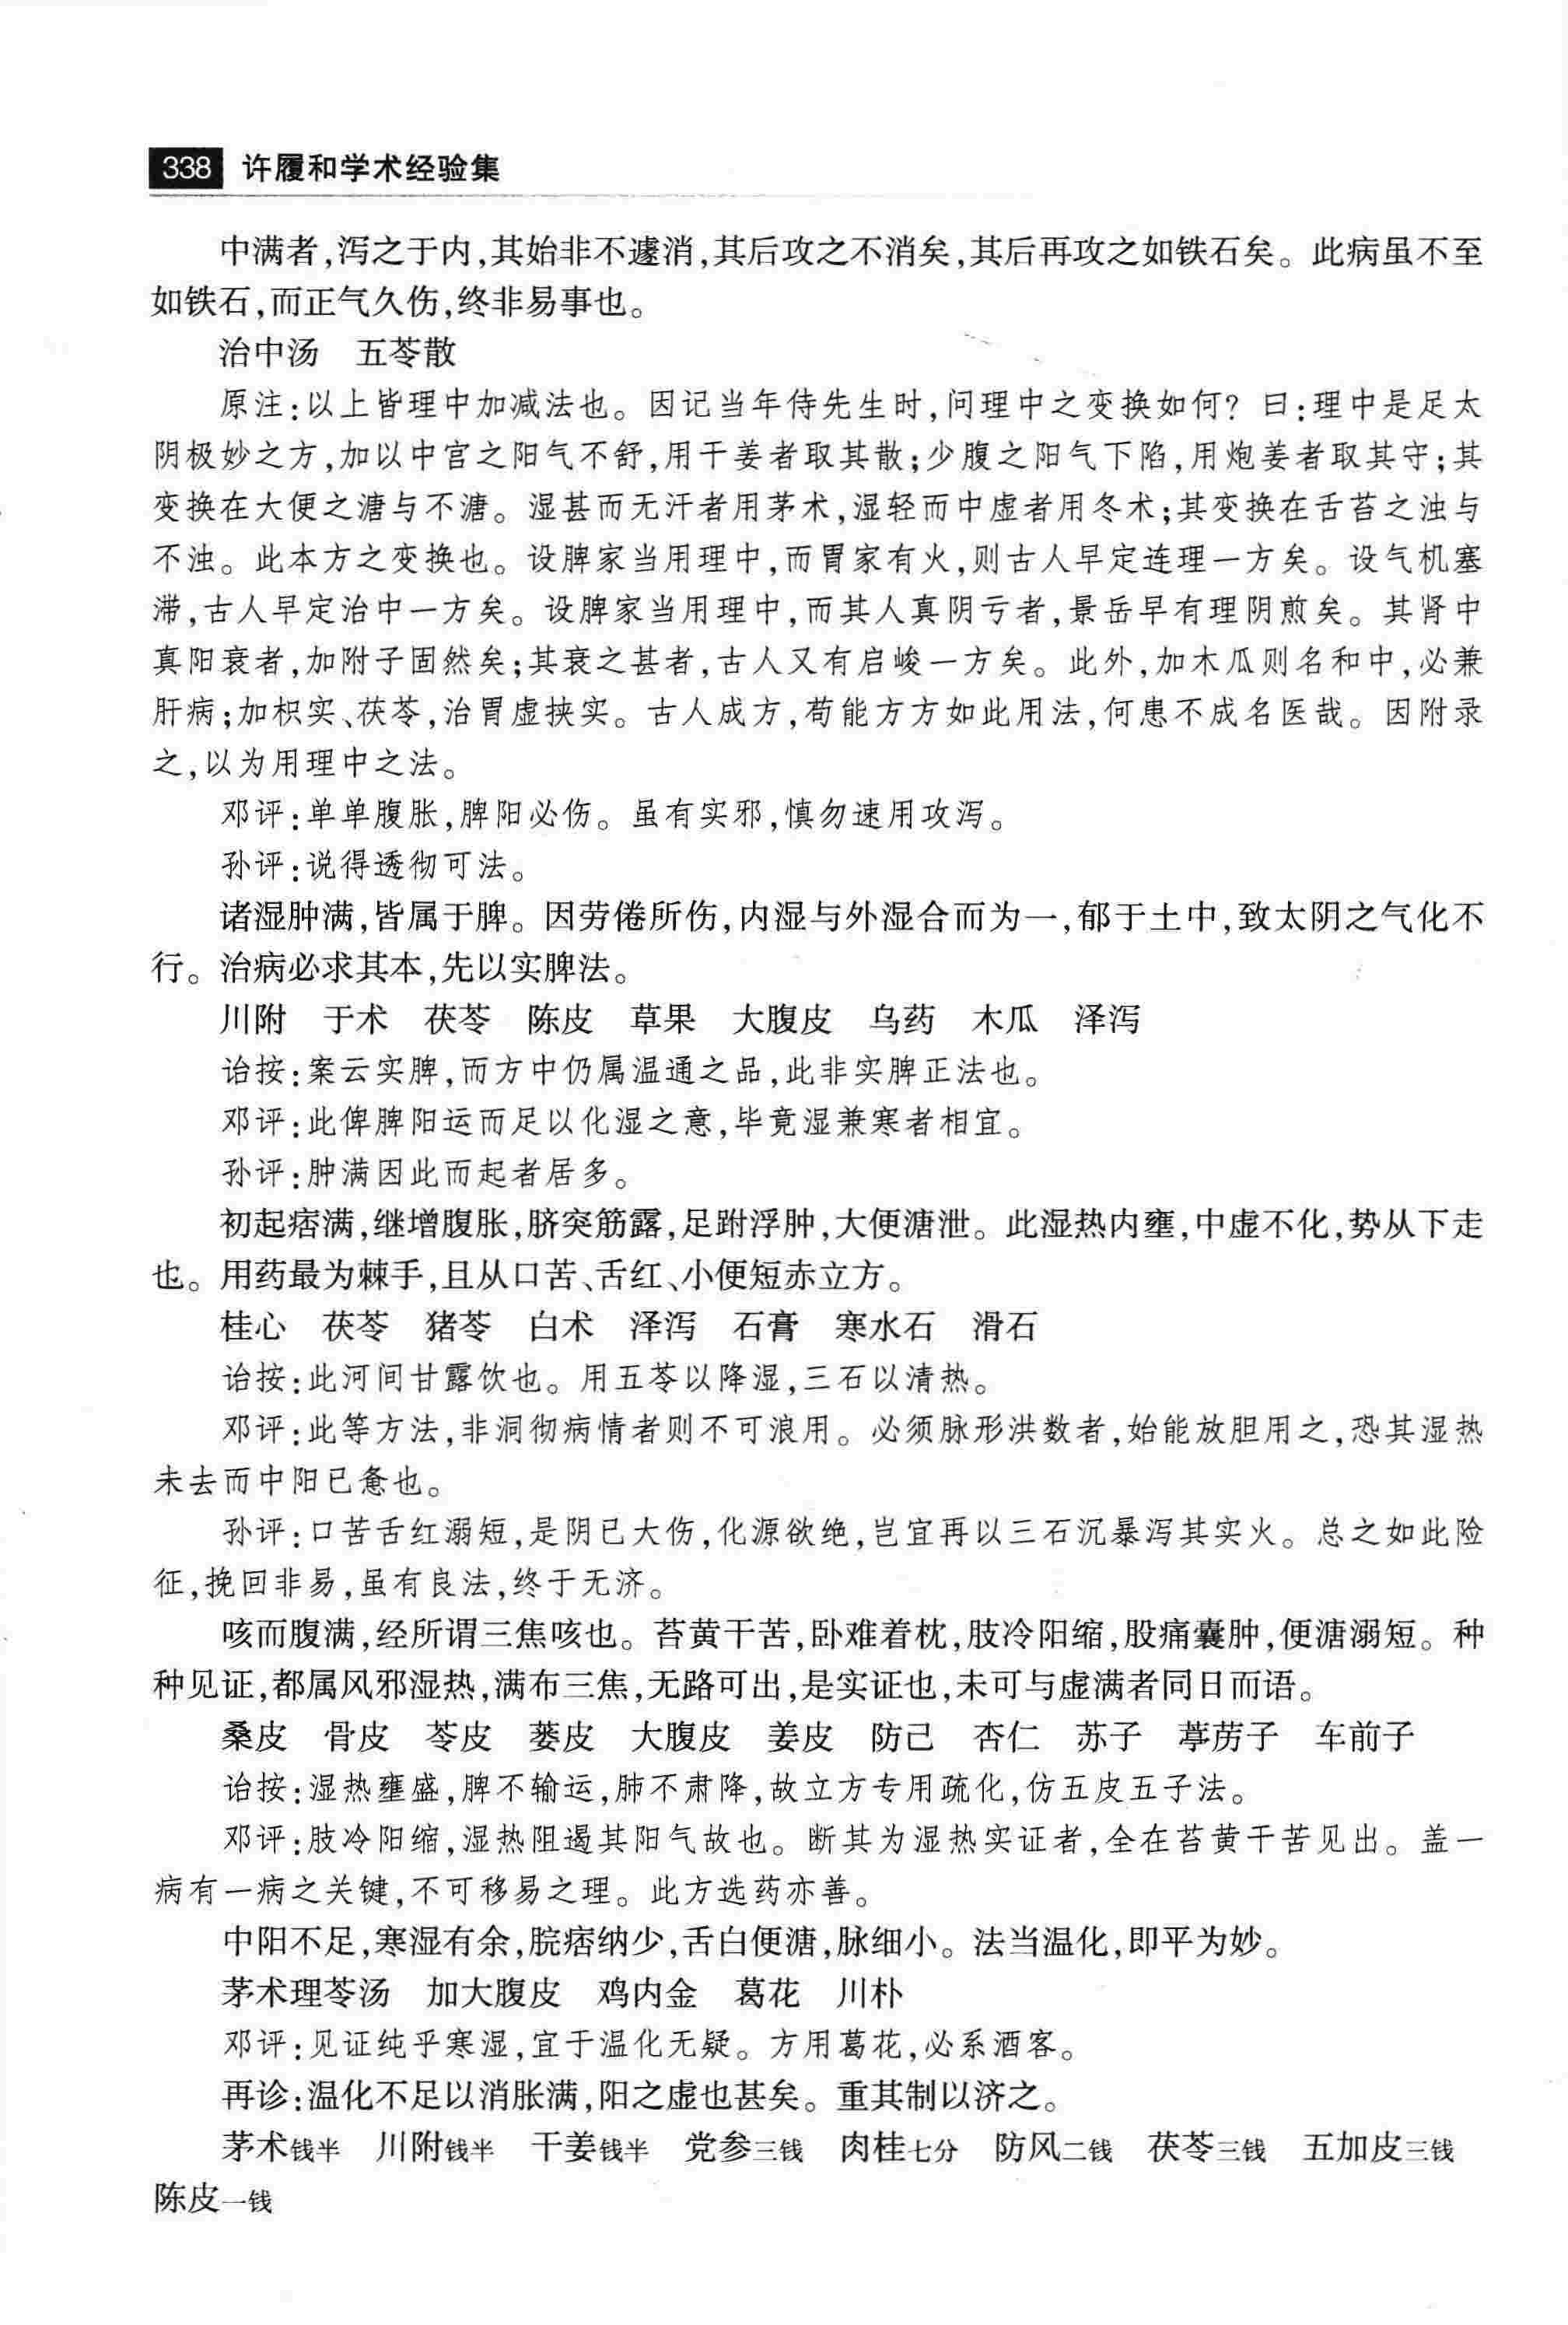 338 许履和学术经验集
中满者,泻之于内,其始非不遽消,其后攻之不消矣,其后再攻之如铁石矣。此病虽不至
如铁石,而正气久伤,终非易事也。
治中汤 五苓散
原注:以上皆理中加减法也。因记当年侍先生时,问理中之变换如何?曰:理中是足太
阴极妙之方,加以中宫之阳气不舒,用干姜者取其散;少腹之阳气下陷,用炮姜者取其守;其
变换在大便之溏与不溏。湿甚而无汗者用茅术,湿轻而中虚者用冬术;其变换在舌苔之浊与
不浊。此本方之变换也。设脾家当用理中,而胃家有火,则古人早定连理一方矣。设气机塞
滞,古人早定治中一方矣。设脾家当用理中,而其人真阴亏者,景岳早有理阴煎矣。其肾中
真阳衰者,加附子固然矣;其衰之甚者,古人又有启峻一方矣。此外,加木瓜则名和中,必兼
肝病;加枳实、茯苓,治胃虚挟实。古人成方,苟能方方如此用法,何患不成名医哉。因附录
之,以为用理中之法。
邓评:单单腹胀,脾阳必伤。虽有实邪,慎勿速用攻泻。
孙评:说得透彻可法。
诸湿肿满,皆属于脾。因劳倦所伤,内湿与外湿合而为一,郁于土中,致太阴之气化不
行。治病必求其本,先以实脾法。
川附 于术 茯苓 陈皮 草果 大腹皮 乌药 木瓜 泽泻
诒按:案云实脾,而方中仍属温通之品,此非实脾正法也。
邓评:此俾脾阳运而足以化湿之意,毕竟湿兼寒者相宜。
孙评:肿满因此而起者居多。
初起痞满,继增腹胀,脐突筋露,足跗浮肿,大便溏泄。此湿热内壅,中虚不化,势从下走
也。用药最为棘手,且从口苦、舌红、小便短赤立方。
桂心 茯苓 猪苓 白术 泽泻 石膏 寒水石 滑石
诒按:此河间甘露饮也。用五苓以降湿,三石以清热。
邓评:此等方法,非洞彻病情者则不可浪用。必须脉形洪数者,始能放胆用之,恐其湿热
未去而中阳已惫也。
孙评:口苦舌红溺短,是阴已大伤,化源欲绝,岂宜再以三石沉暴泻其实火。总之如此险
征,挽回非易,虽有良法,终于无济。
咳而腹满,经所谓三焦咳也。苔黄干苦,卧难着枕,肢冷阳缩,股痛囊肿,便溏溺短。种
种见证,都属风邪湿热,满布三焦,无路可出,是实证也,未可与虚满者同日而语。
桑皮 骨皮 苓皮 蒌皮 大腹皮 姜皮 防己 杏仁 苏子 葶苈子 车前子
诒按:湿热壅盛,脾不输运,肺不肃降,故立方专用疏化,仿五皮五子法。
邓评:肢冷阳缩,湿热阻遏其阳气故也。断其为湿热实证者,全在苔黄干苦见出。盖一
病有一病之关键,不可移易之理。此方选药亦善。
中阳不足,寒湿有余,脘痞纳少,舌白便溏,脉细小。法当温化,即平为妙。
茅术理苓汤 加大腹皮 鸡内金 葛花 川朴
邓评:见证纯乎寒湿,宜于温化无疑。方用葛花,必系酒客。
再诊:温化不足以消胀满,阳之虚也甚矣。重其制以济之。
茅术钱半 川附钱半 干姜钱半 党参三钱 肉桂七分 防风二钱 茯苓三钱 五加皮三钱
陈皮一钱